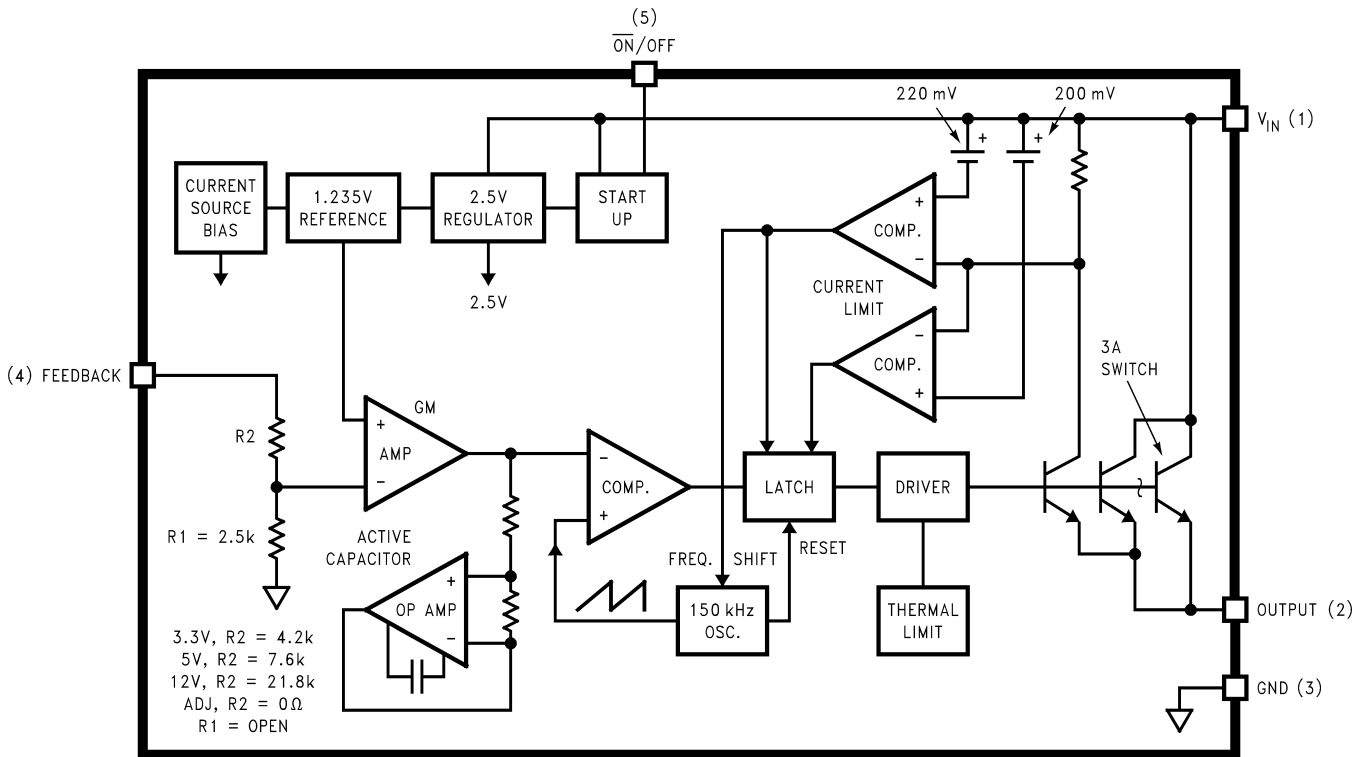 (5)
ON/OFF
220 mV
200 mV
+
+
VIN (1)
CURRENT
SOURCE
BIAS
1.235V
REFERENCE
2.5V
REGULATOR
START
UP
2.5V
+
COMP.
−
CURRENT
LIMIT
−
COMP.
+
3A
SWITCH
(4) FEEDBACK
R2
R1 = 2.5k
GM
+
AMP
−
−
COMP.
+
LATCH
DRIVER
ACTIVE
CAPACITOR
+
OP AMP
−
FREQ. SHIFT
RESET
150 kHz
OSC.
THERMAL
LIMIT
OUTPUT (2)
GND (3)
3.3V, R2 = 4.2k
5V, R2 = 7.6k
12V, R2 = 21.8k
ADJ, R2 = 0Ω
R1 = OPEN